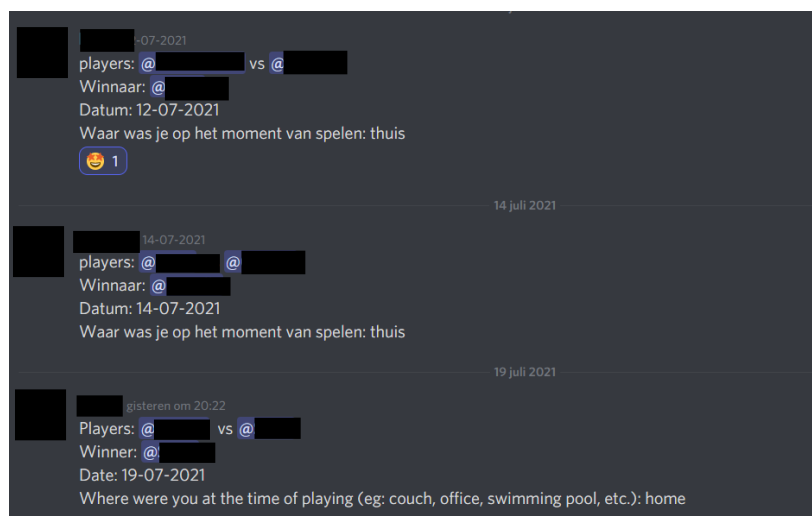 -07-2021
players: @ vs @
Winnaar: @
Datum: 12-07-2021
Waar was je op het moment van spelen: thuis
🤩 1
14 juli 2021
14-07-2021
players: @ @
Winnaar: @
Datum: 14-07-2021
Waar was je op het moment van spelen: thuis
19 juli 2021
gisteren om 20:22
Players: @ vs @
Winner: @
Date: 19-07-2021
Where were you at the time of playing (eg: couch, office, swimming pool, etc.): home